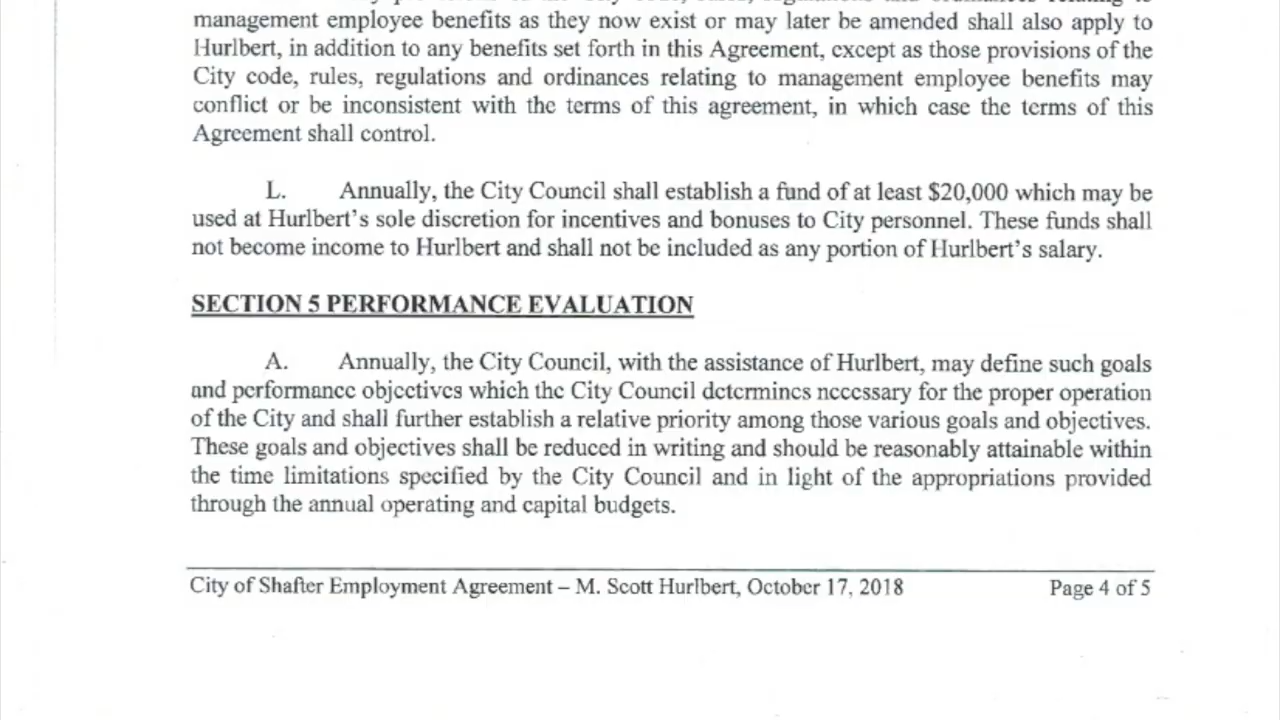 management employee benefits as they now exist or may later be amended shall also apply to
Hurlbert, in addition to any benefits set forth in this Agreement, except as those provisions of the
City code, rules, regulations and ordinances relating to management employee benefits may
conflict or be inconsistent with the terms of this agreement, in which case the terms of this
Agreement shall control.
L. Annually, the City Council shall establish a fund of at least $20,000 which may be
used at Hurlbert's sole discretion for incentives and bonuses to City personnel. These funds shall
not become income to Hurlbert and shall not be included as any portion of Hurlbert's salary.
SECTION 5 PERFORMANCE EVALUATION
A. Annually, the City Council, with the assistance of Hurlbert, may define such goals
and performance objectives which the City Council determines necessary for the proper operation
of the City and shall further establish a relative priority among those various goals and objectives.
These goals and objectives shall be reduced in writing and should be reasonably attainable within
the time limitations specified by the City Council and in light of the appropriations provided
through the annual operating and capital budgets.
City of Shafter Employment Agreement – M. Scott Hurlbert, October 17, 2018 Page 4 of 5